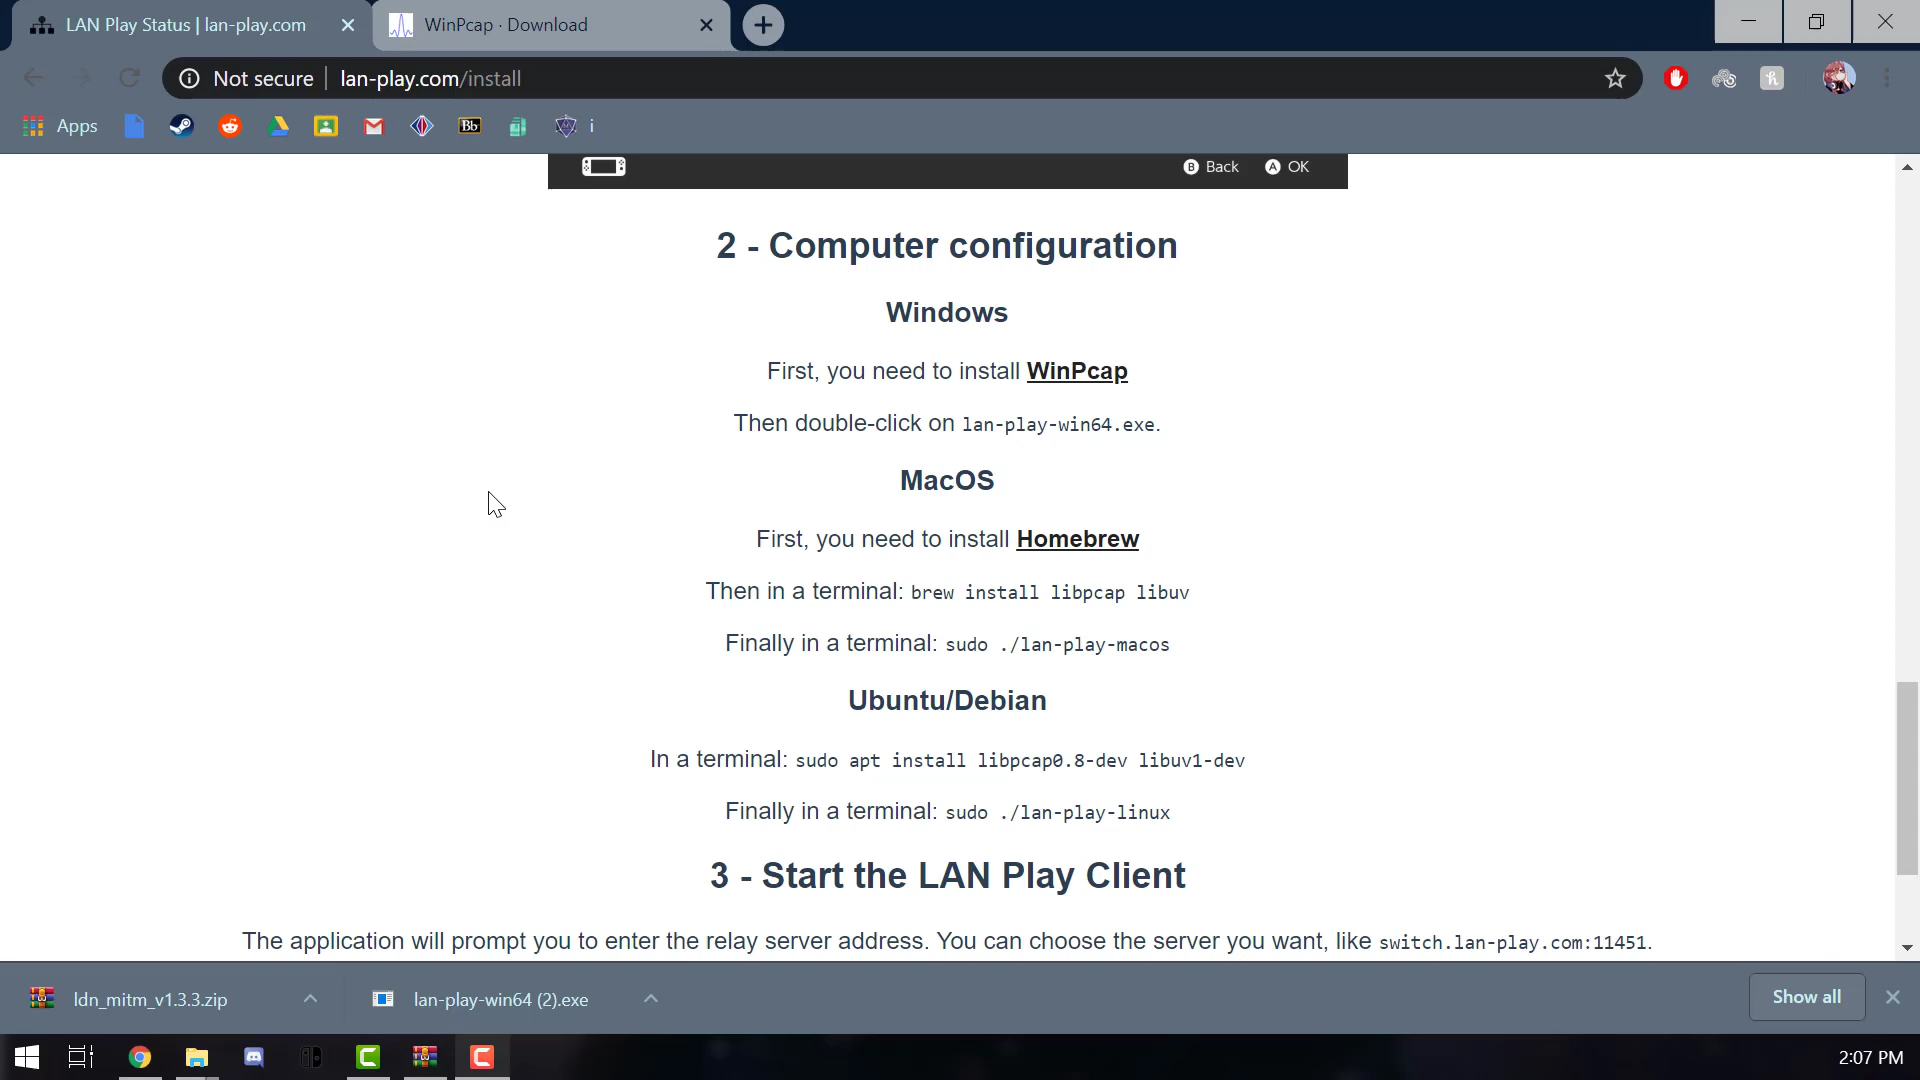 LAN Play Status | lan-play.com
WinPcap · Download
Not secure | lan-play.com/install
Apps
Bb
i
B Back A OK
2 - Computer configuration
Windows
First, you need to install WinPcap
Then double-click on lan-play-win64.exe.
MacOS
First, you need to install Homebrew
Then in a terminal: brew install libpcap libuv
Finally in a terminal: sudo ./lan-play-macos
Ubuntu/Debian
In a terminal: sudo apt install libpcap0.8-dev libuv1-dev
Finally in a terminal: sudo ./lan-play-linux
3 - Start the LAN Play Client
The application will prompt you to enter the relay server address. You can choose the server you want, like switch.lan-play.com:11451.
ldn_mitm_v1.3.3.zip
lan-play-win64 (2).exe
Show all
2:07 PM